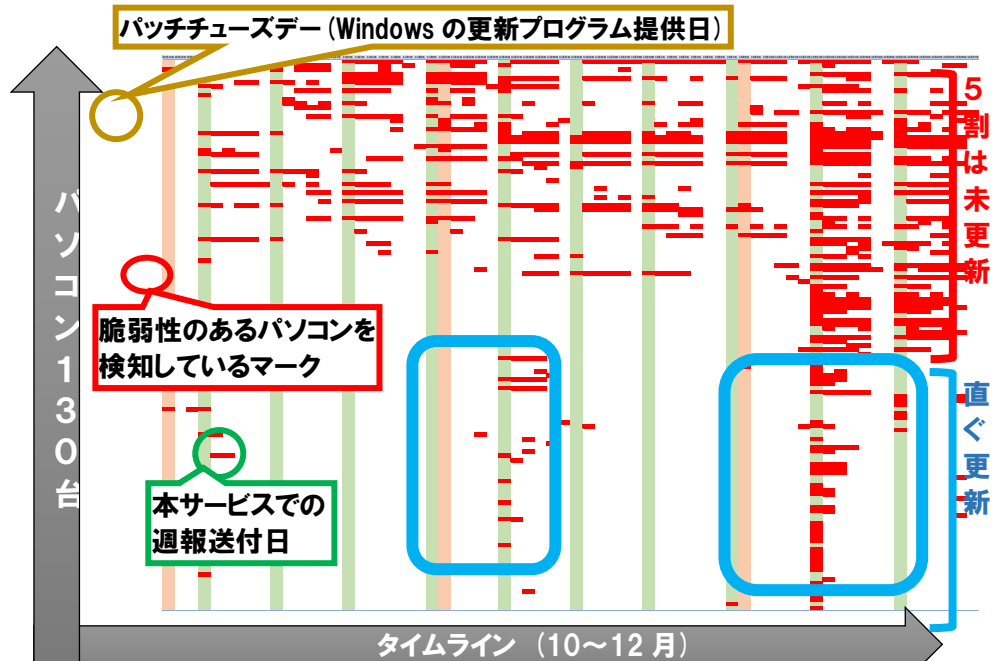 パッチチューズデー（Windows の更新プログラム提供日）
パソコン１３０台
脆弱性のあるパソコンを
検知しているマーク
本サービスでの
週報送付日
５割は未更新
直ぐ更新
タイムライン （10～12 月）